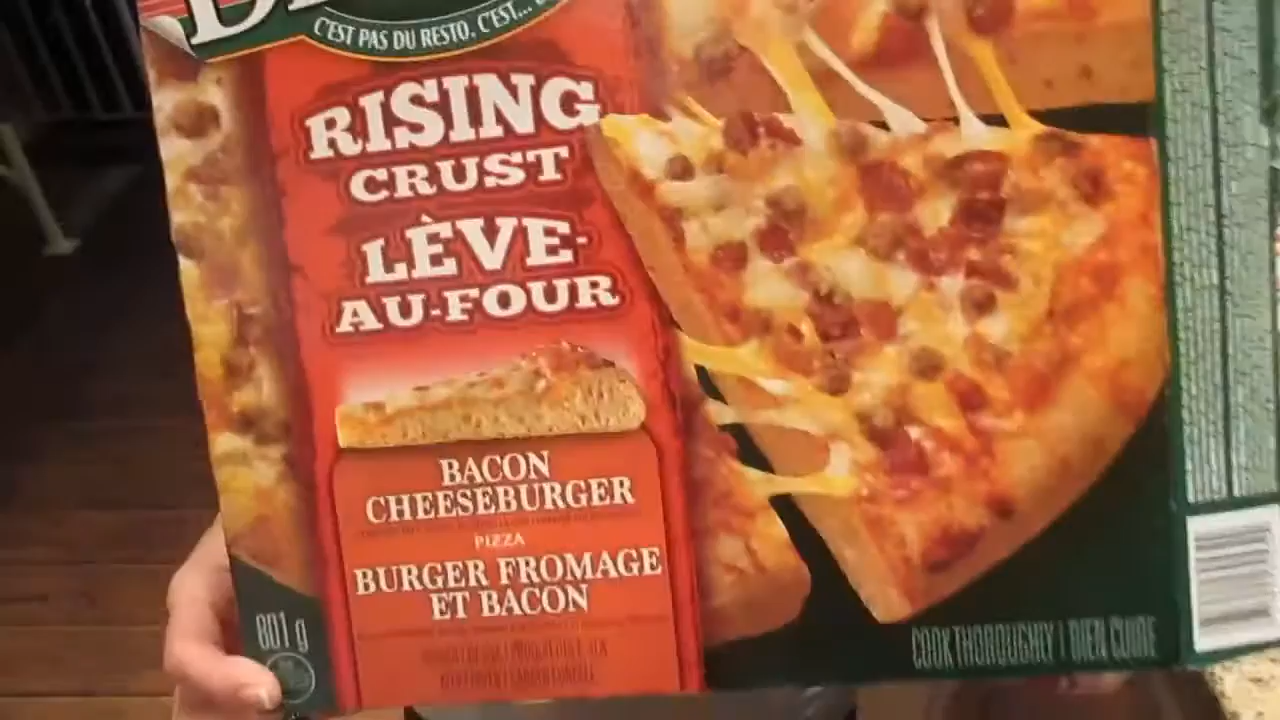 C'EST PAS DU RESTO, C'EST...
RISING
CRUST
LÈVE-
AU-FOUR
BACON
CHEESEBURGER
PIZZA
BURGER FROMAGE
ET BACON
801 g
COOK THOROUGHLY | BIEN CUIRE